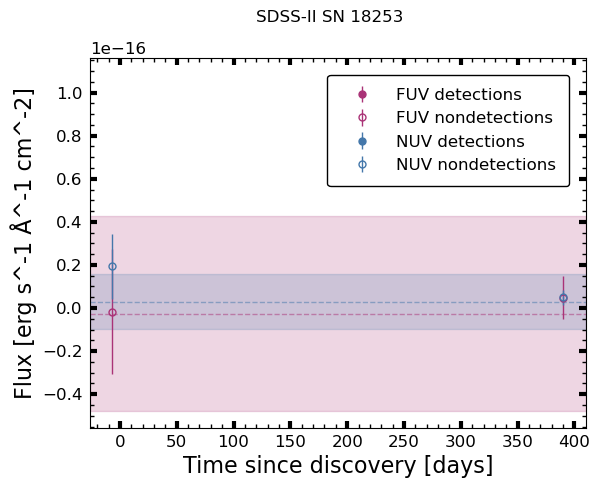 SDSS-II SN 18253
1e−16
FUV detections
FUV nondetections
NUV detections
NUV nondetections
1.0
0.8
0.6
0.4
0.2
0.0
−0.2
−0.4
Flux [erg s^-1 Å^-1 cm^-2]
0 50 100 150 200 250 300 350 400
Time since discovery [days]